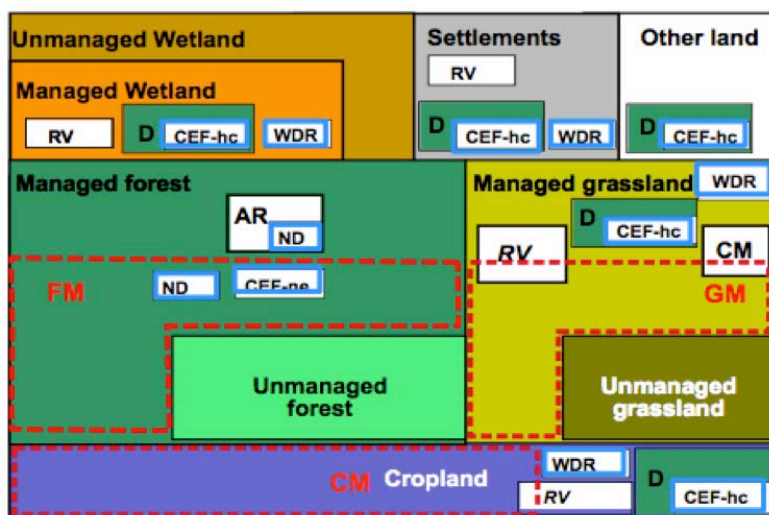 Unmanaged Wetland
Managed Wetland
RV
D
CEF-hc
WDR
Settlements
RV
D
CEF-hc
WDR
Other land
D
CEF-hc
Managed forest
AR
ND
FM
ND
CEF-ne
Unmanaged
forest
Managed grassland
WDR
D
CEF-hc
RV
CM
GM
Unmanaged
grassland
CM
Cropland
WDR
RV
D
CEF-hc